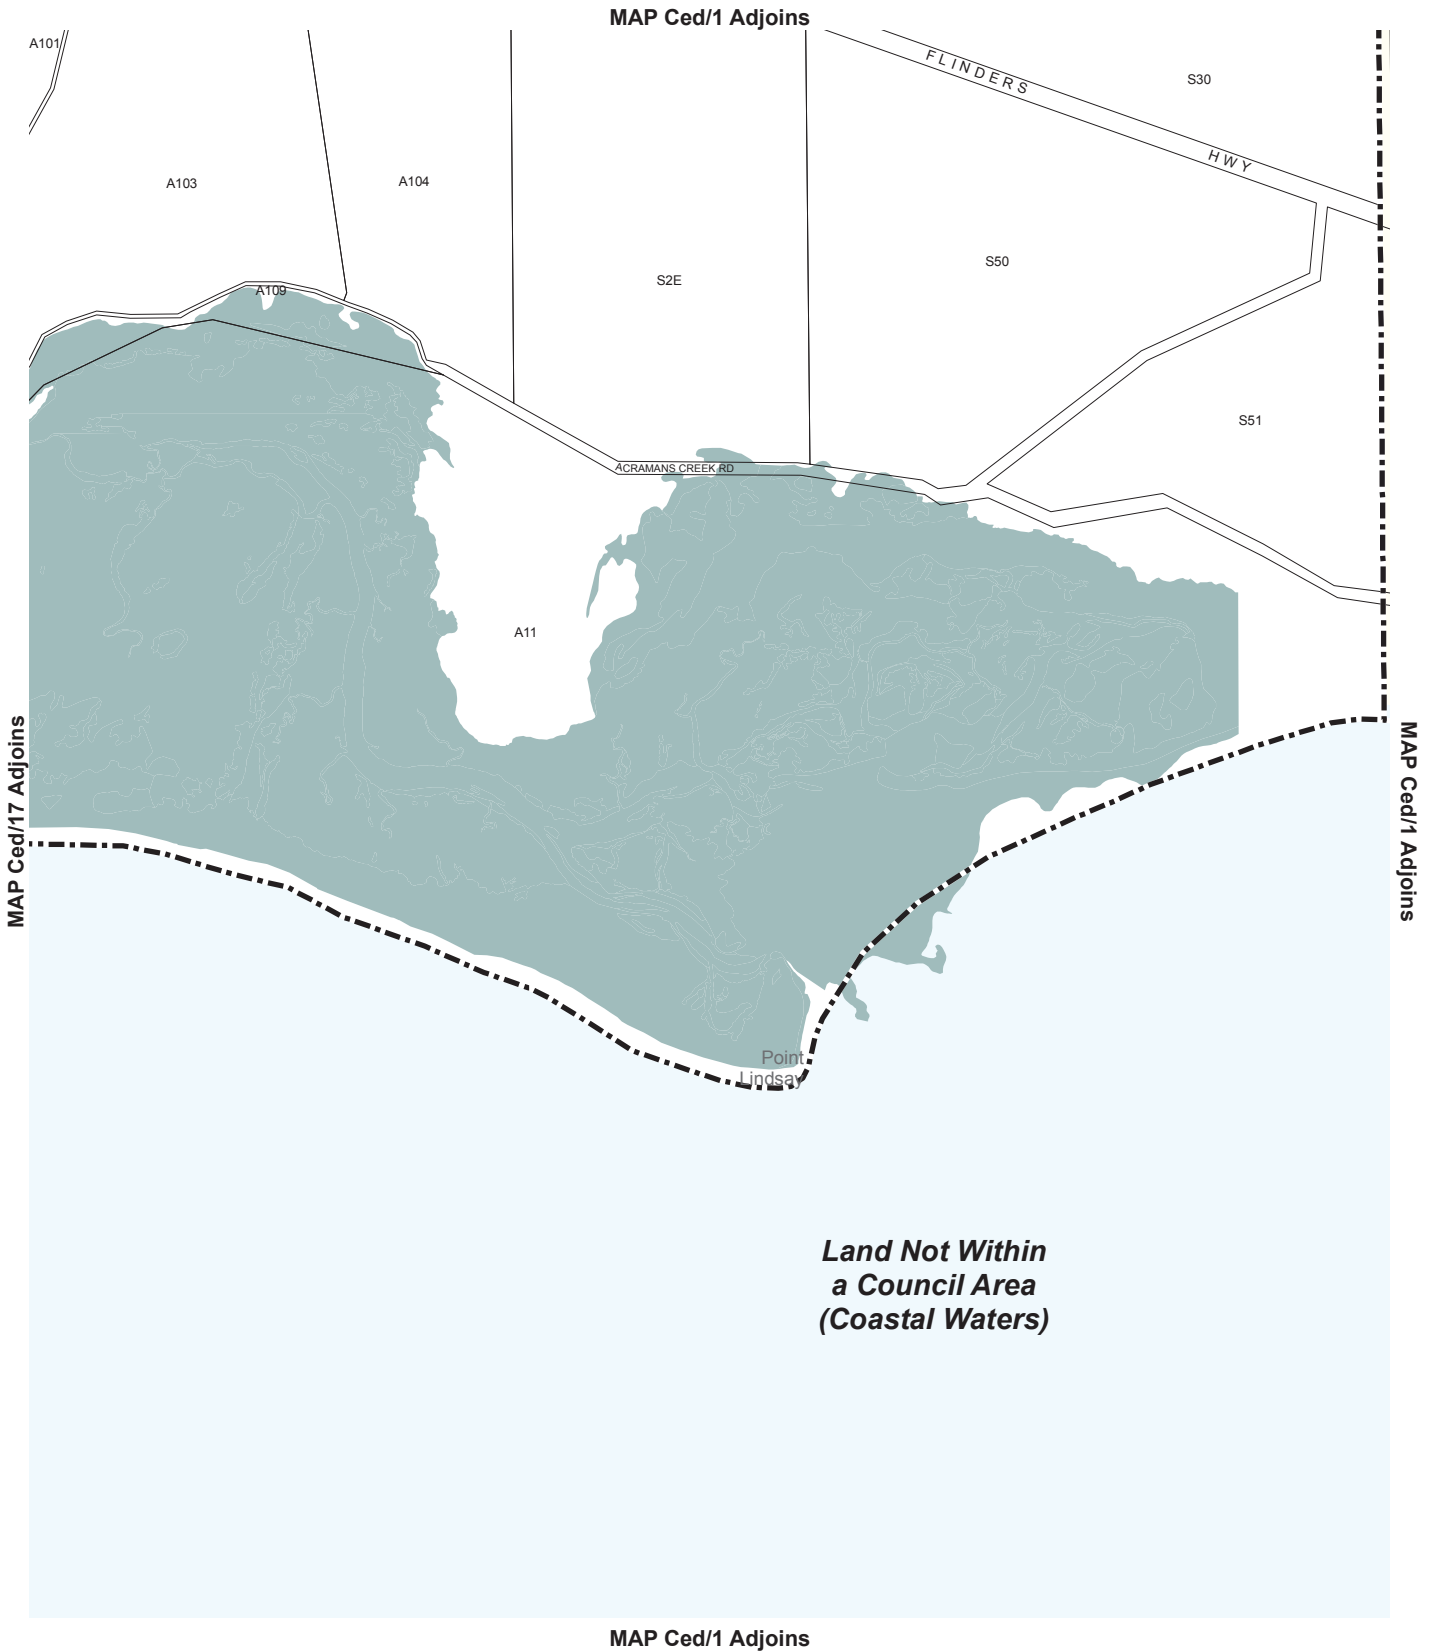 MAP Ced/1 Adjoins
A101
FLINDERS HWY
S30
A103
A104
S50
S2E
A109
S51
ACRAMANS CREEK RD
A11
MAP Ced/17 Adjoins
MAP Ced/1 Adjoins
Point
Lindsay
Land Not Within
a Council Area
(Coastal Waters)
MAP Ced/1 Adjoins